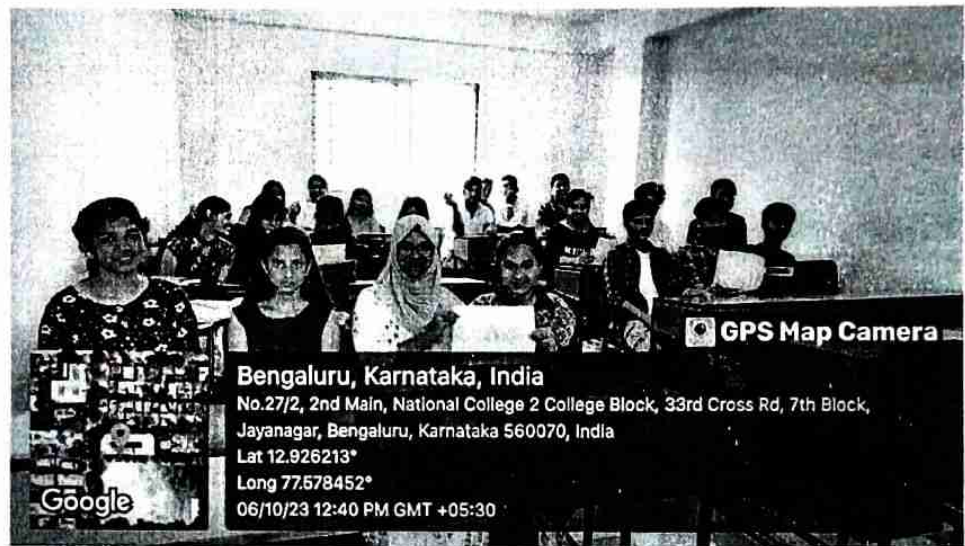 GPS Map Camera
Bengaluru, Karnataka, India
No.27/2, 2nd Main, National College 2 College Block, 33rd Cross Rd, 7th Block,
Jayanagar, Bengaluru, Karnataka 560070, India
Lat 12.926213°
Long 77.578452°
06/10/23 12:40 PM GMT +05:30
Google